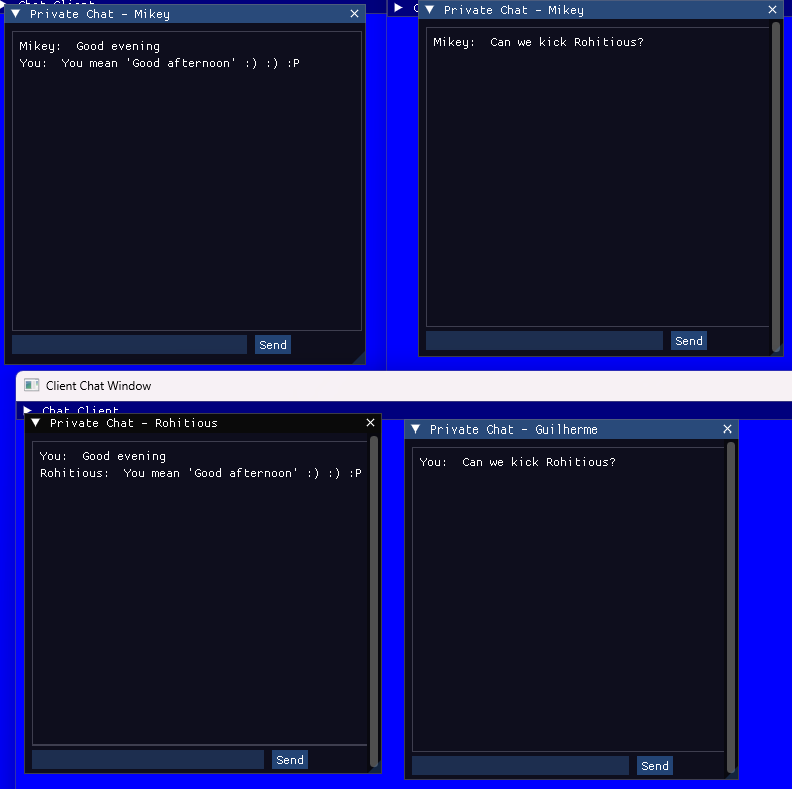 Chat Client
Private Chat - Mikey
Mikey:  Good evening
You:  You mean 'Good afternoon' :) :) :P
Send
Private Chat - Mikey
Mikey:  Can we kick Rohitious?
Send
Client Chat Window
Chat Client
Private Chat - Rohitious
You:  Good evening
Rohitious:  You mean 'Good afternoon' :) :) :P
Send
Private Chat - Guilherme
You:  Can we kick Rohitious?
Send